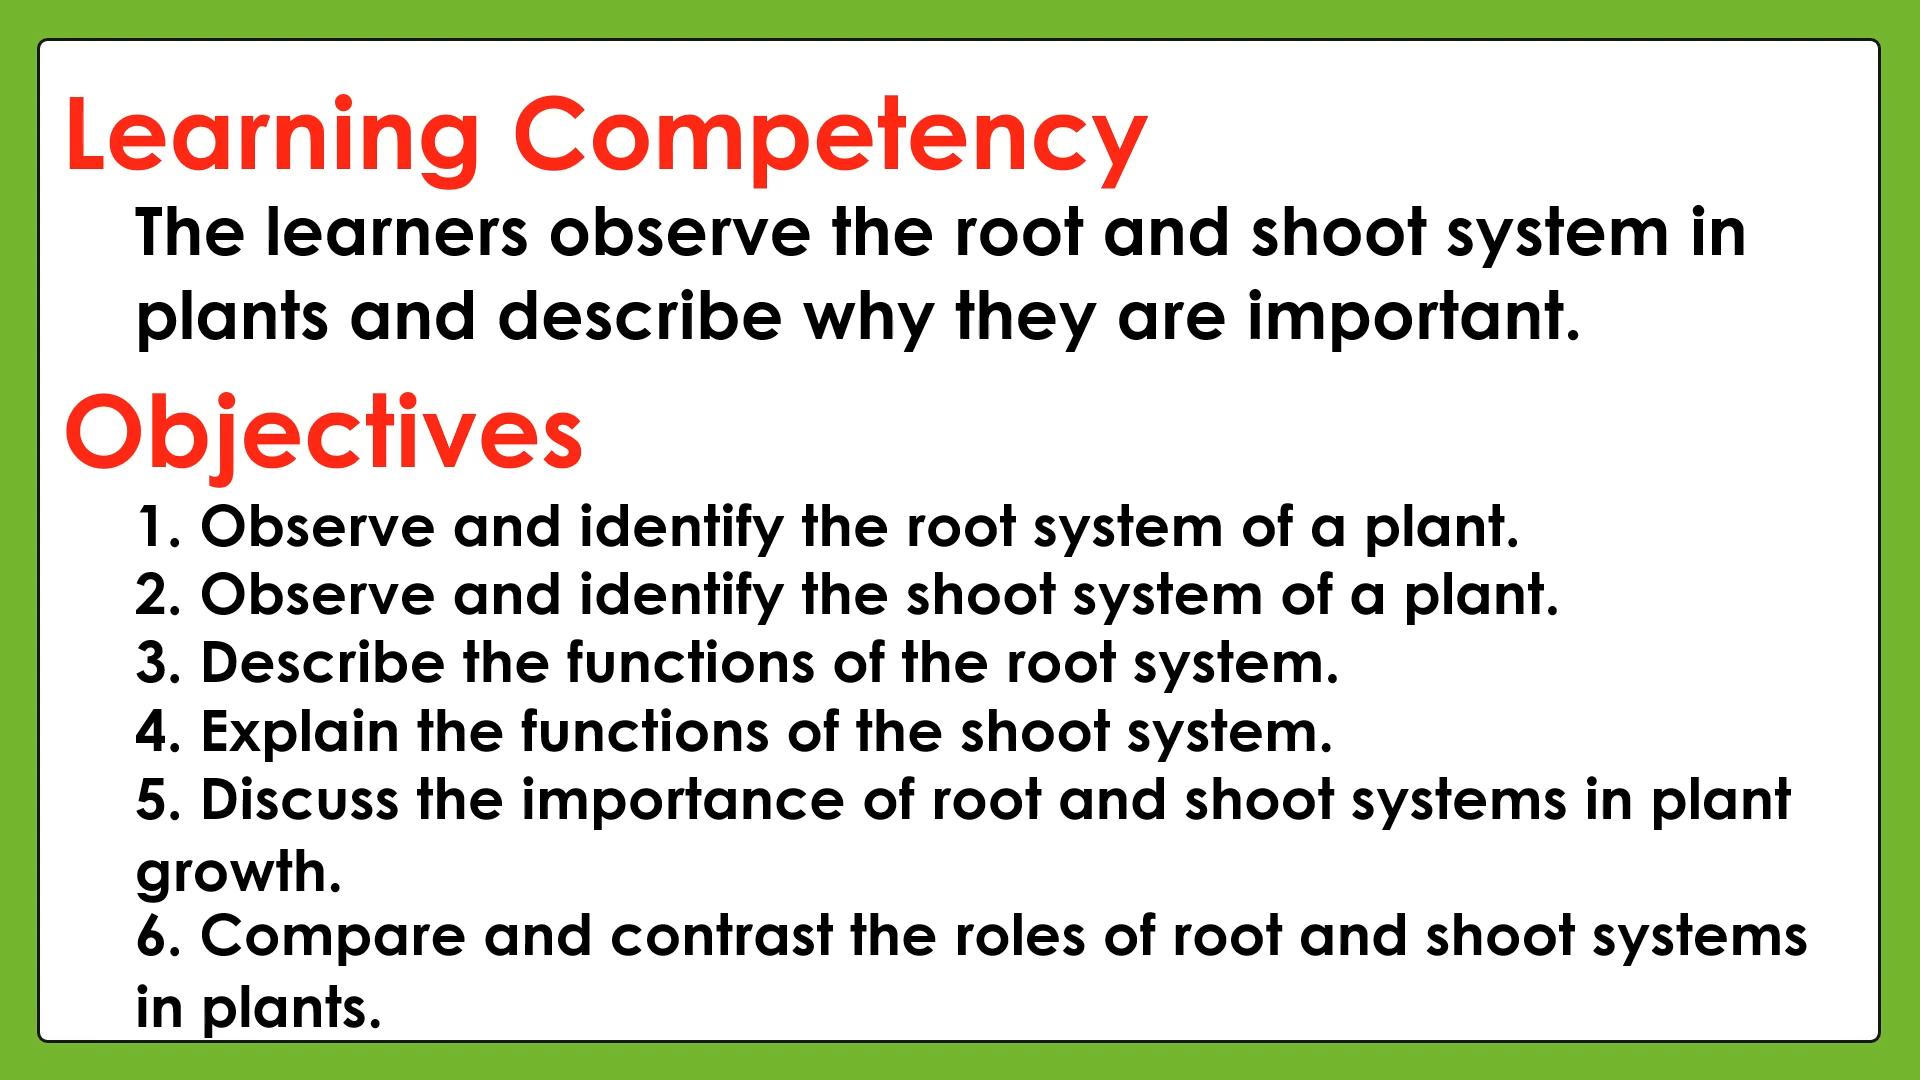 Learning Competency
The learners observe the root and shoot system in
plants and describe why they are important.
Objectives
1. Observe and identify the root system of a plant.
2. Observe and identify the shoot system of a plant.
3. Describe the functions of the root system.
4. Explain the functions of the shoot system.
5. Discuss the importance of root and shoot systems in plant
growth.
6. Compare and contrast the roles of root and shoot systems
in plants.